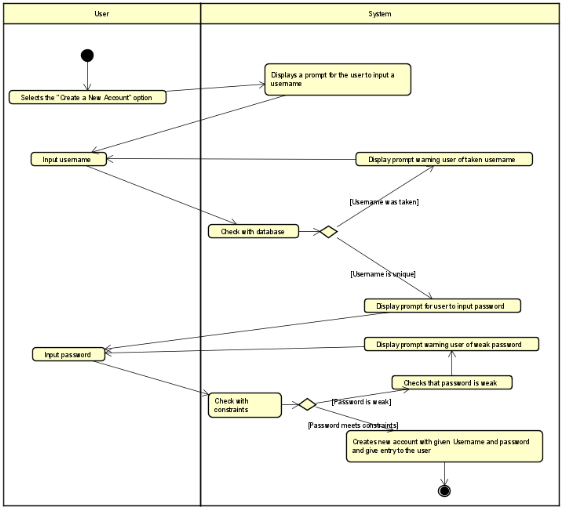 User
System
Displays a prompt for the user to input a
username
Selects the "Create a New Account" option
Input username
Display prompt warning user of taken username
[Username was taken]
Check with database
[Username is unique]
Display prompt for user to input password
Display prompt warning user of weak password
Input password
Checks that password is weak
Check with
constraints
[Password is weak]
[Password meets constraints]
Creates new account with given Username and password
and give entry to the user